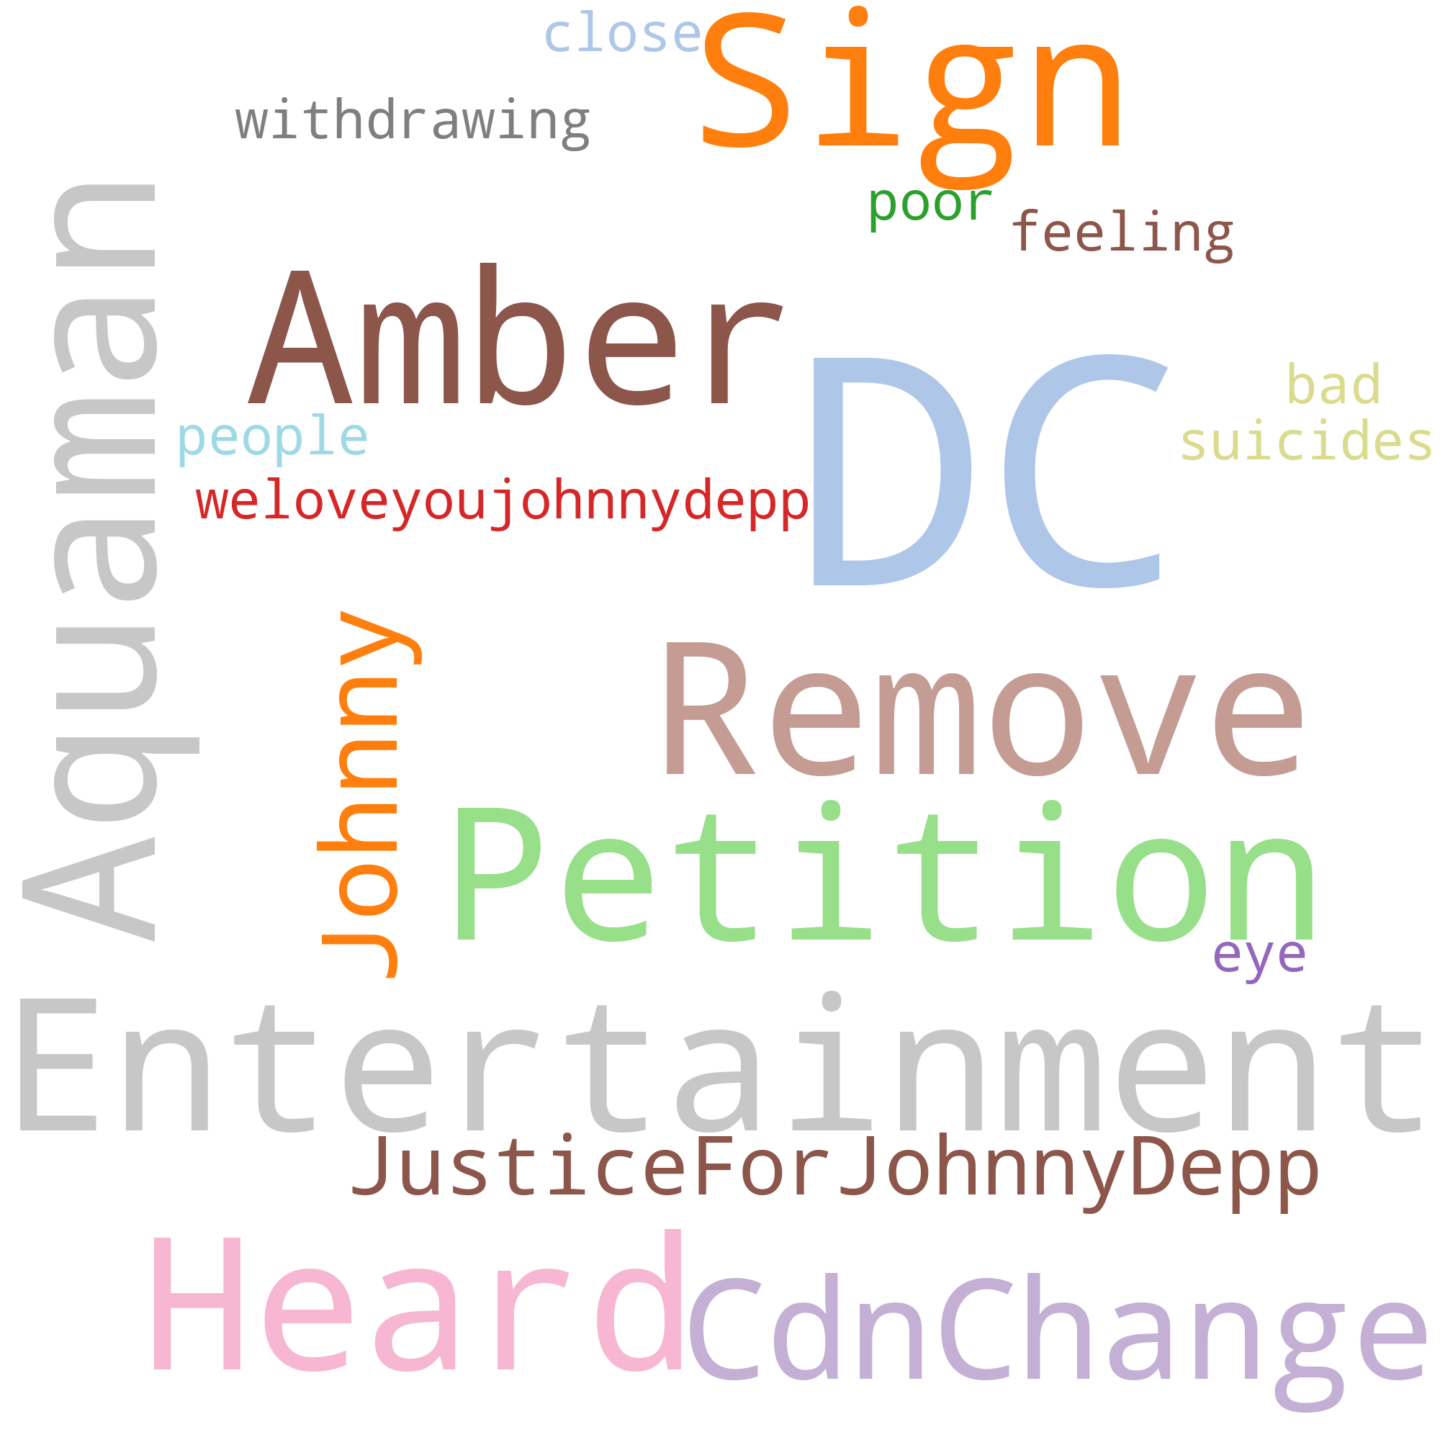 close
Sign
withdrawing
poor
feeling
Aquaman
Amber
DC
bad
people
suicides
weloveyoujohnnydepp
Johnny
Remove
Petition
eye
Entertainment
JusticeForJohnnyDepp
Heard
CdnChange